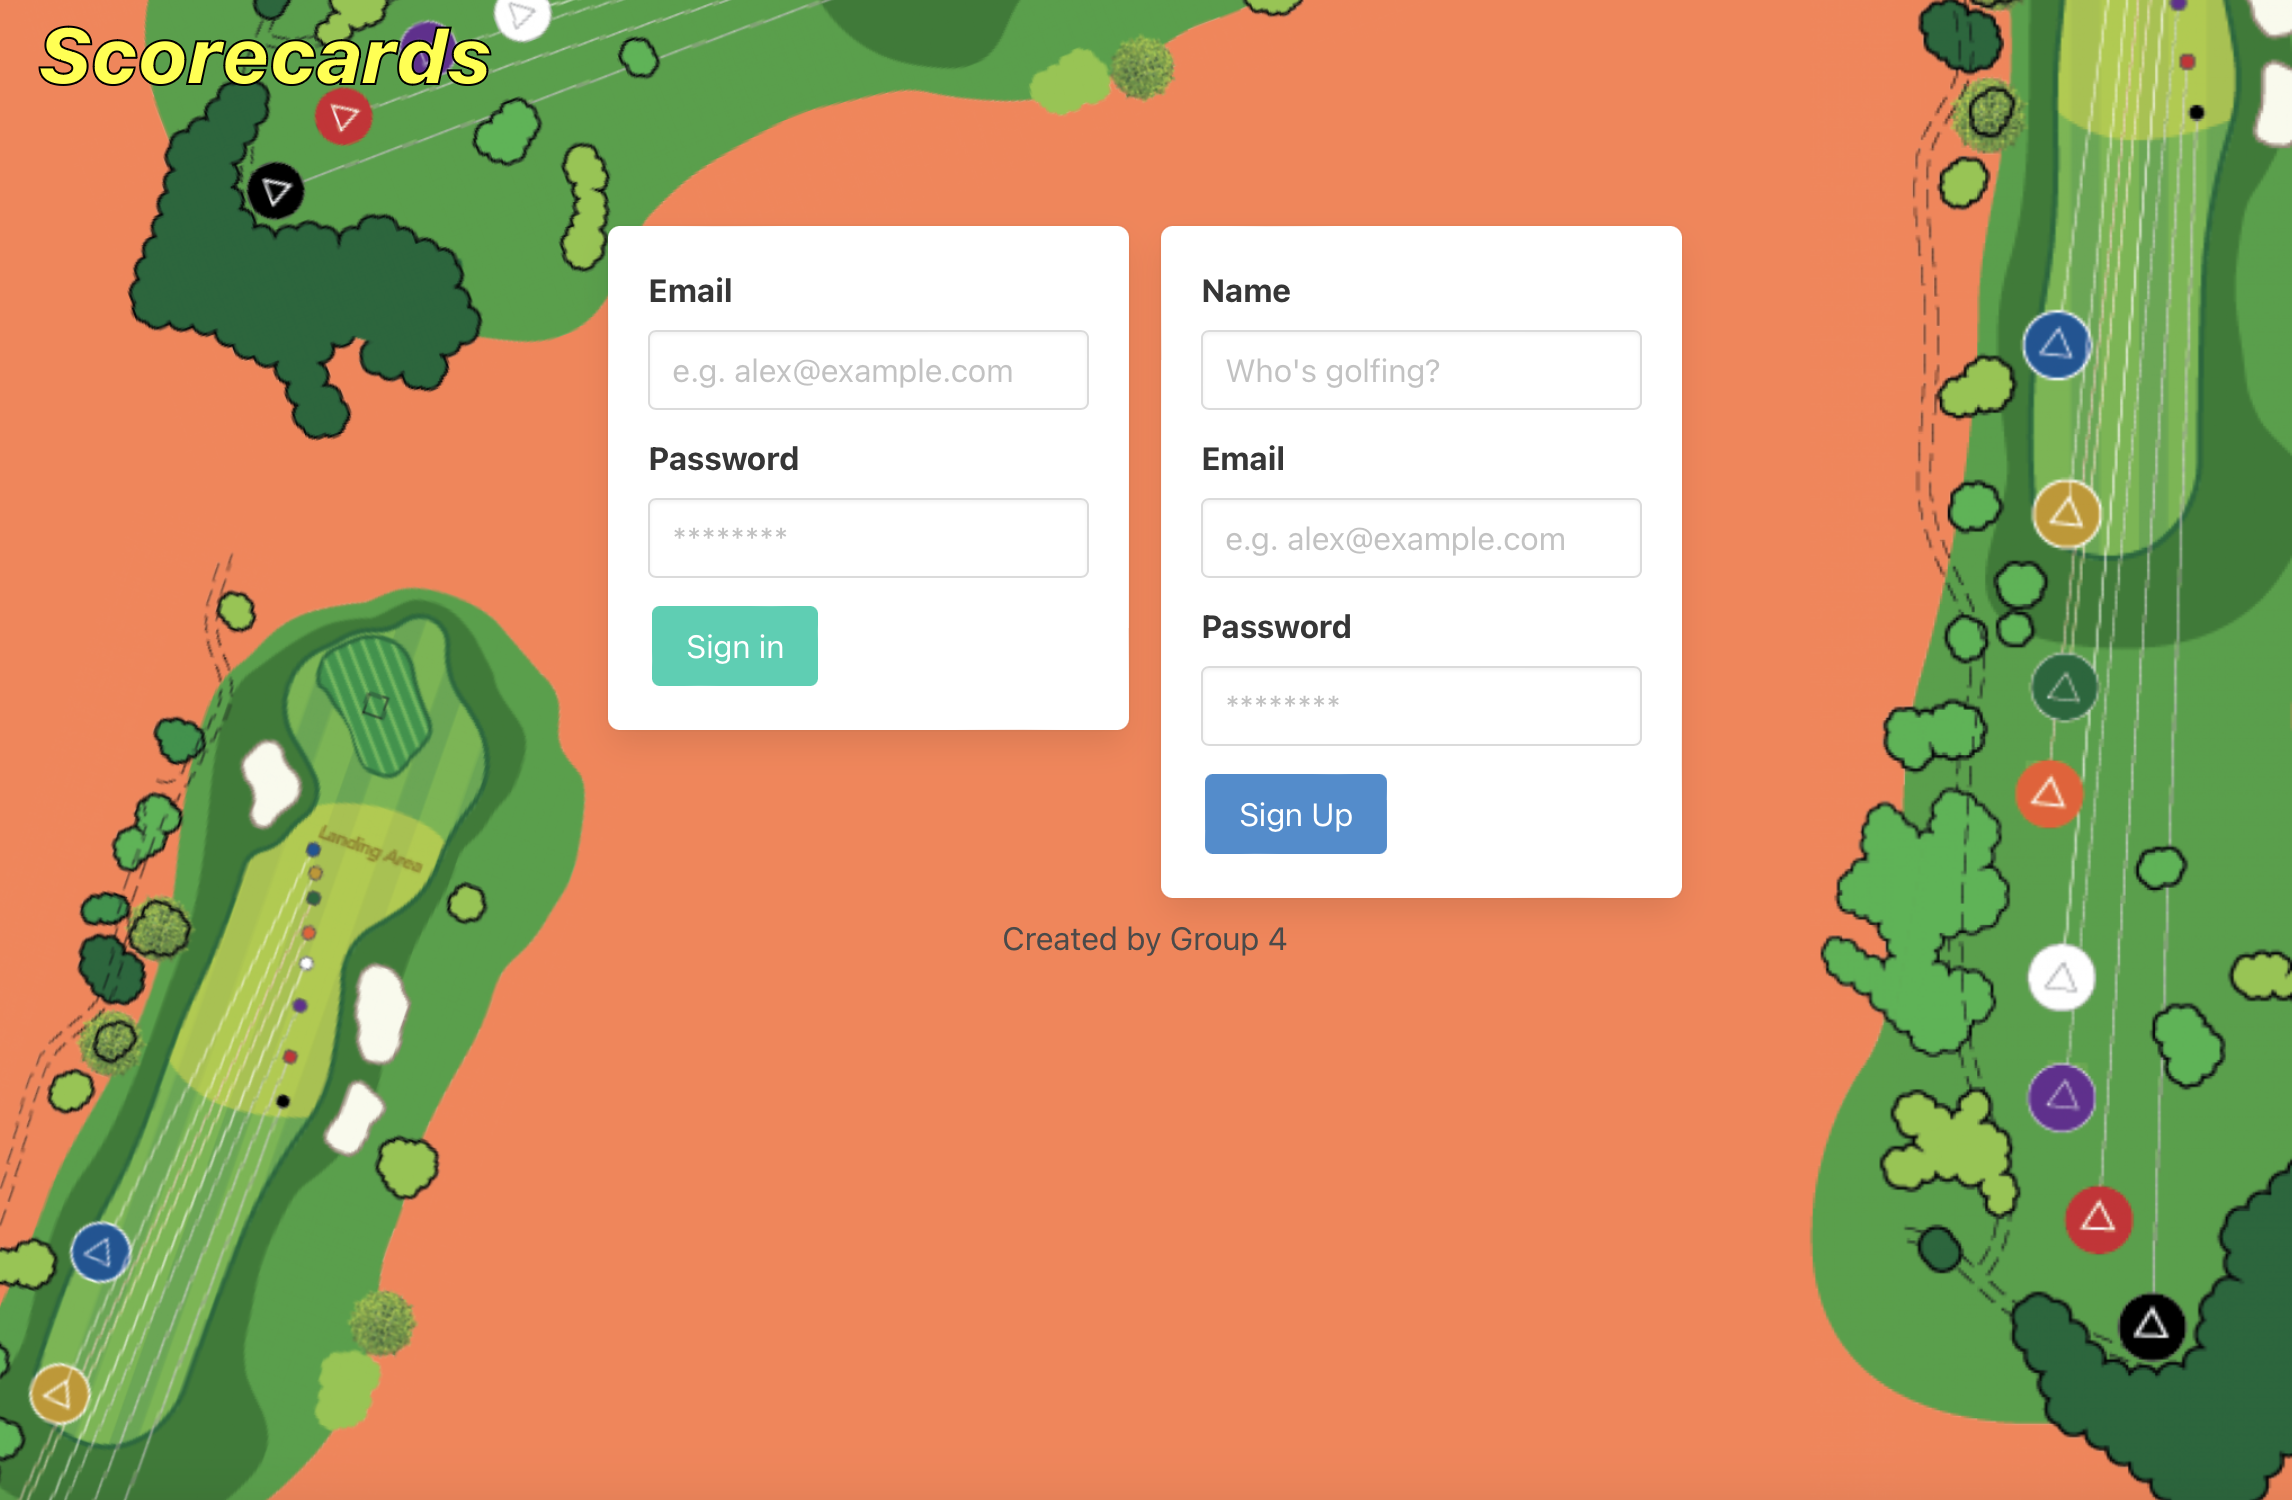 Scorecards
Email
e.g. alex@example.com
Password
********
Sign in
Name
Who's golfing?
Email
e.g. alex@example.com
Password
********
Sign Up
Created by Group 4
Landing Area